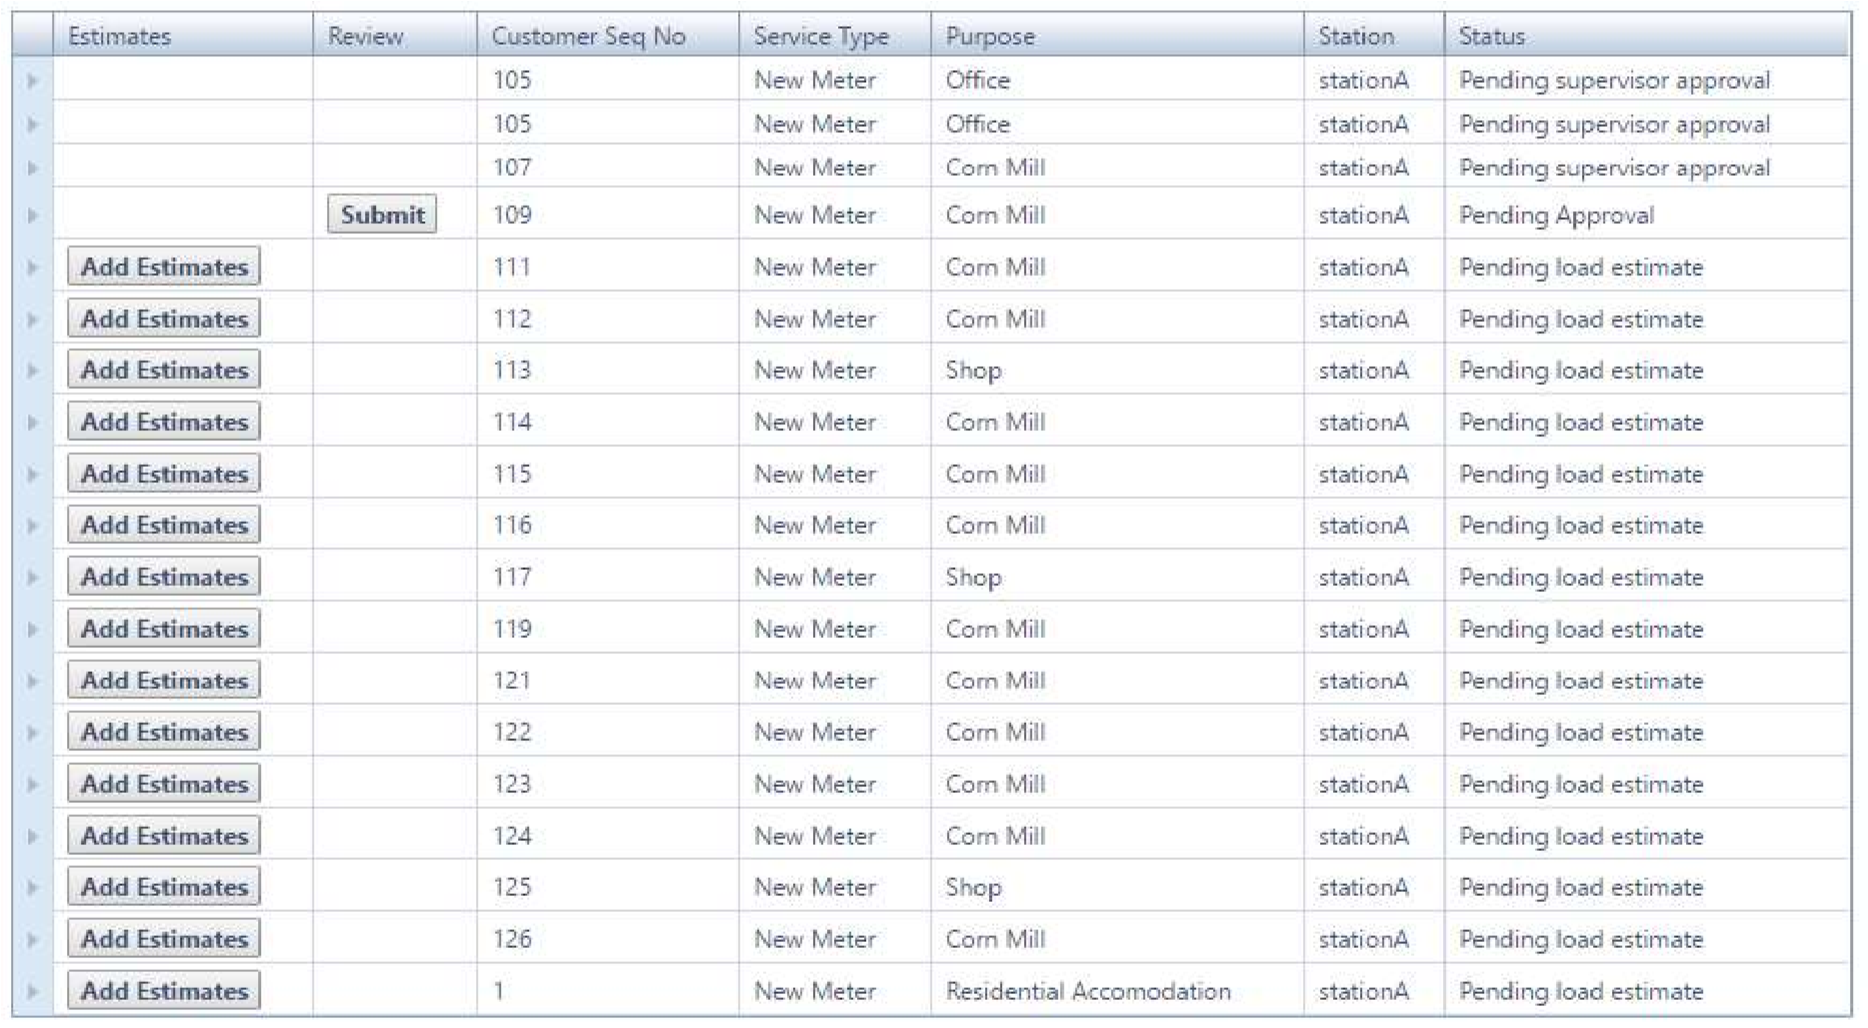 Estimates Review Customer Seq No Service Type Purpose Station Status
105 New Meter Office stationA Pending supervisor approval
105 New Meter Office stationA Pending supervisor approval
107 New Meter Corn Mill stationA Pending supervisor approval
Submit 109 New Meter Corn Mill stationA Pending Approval
Add Estimates 111 New Meter Corn Mill stationA Pending load estimate
Add Estimates 112 New Meter Corn Mill stationA Pending load estimate
Add Estimates 113 New Meter Shop stationA Pending load estimate
Add Estimates 114 New Meter Corn Mill stationA Pending load estimate
Add Estimates 115 New Meter Corn Mill stationA Pending load estimate
Add Estimates 116 New Meter Corn Mill stationA Pending load estimate
Add Estimates 117 New Meter Shop stationA Pending load estimate
Add Estimates 119 New Meter Corn Mill stationA Pending load estimate
Add Estimates 121 New Meter Corn Mill stationA Pending load estimate
Add Estimates 122 New Meter Corn Mill stationA Pending load estimate
Add Estimates 123 New Meter Corn Mill stationA Pending load estimate
Add Estimates 124 New Meter Corn Mill stationA Pending load estimate
Add Estimates 125 New Meter Shop stationA Pending load estimate
Add Estimates 126 New Meter Corn Mill stationA Pending load estimate
Add Estimates 1 New Meter Residential Accomodation stationA Pending load estimate